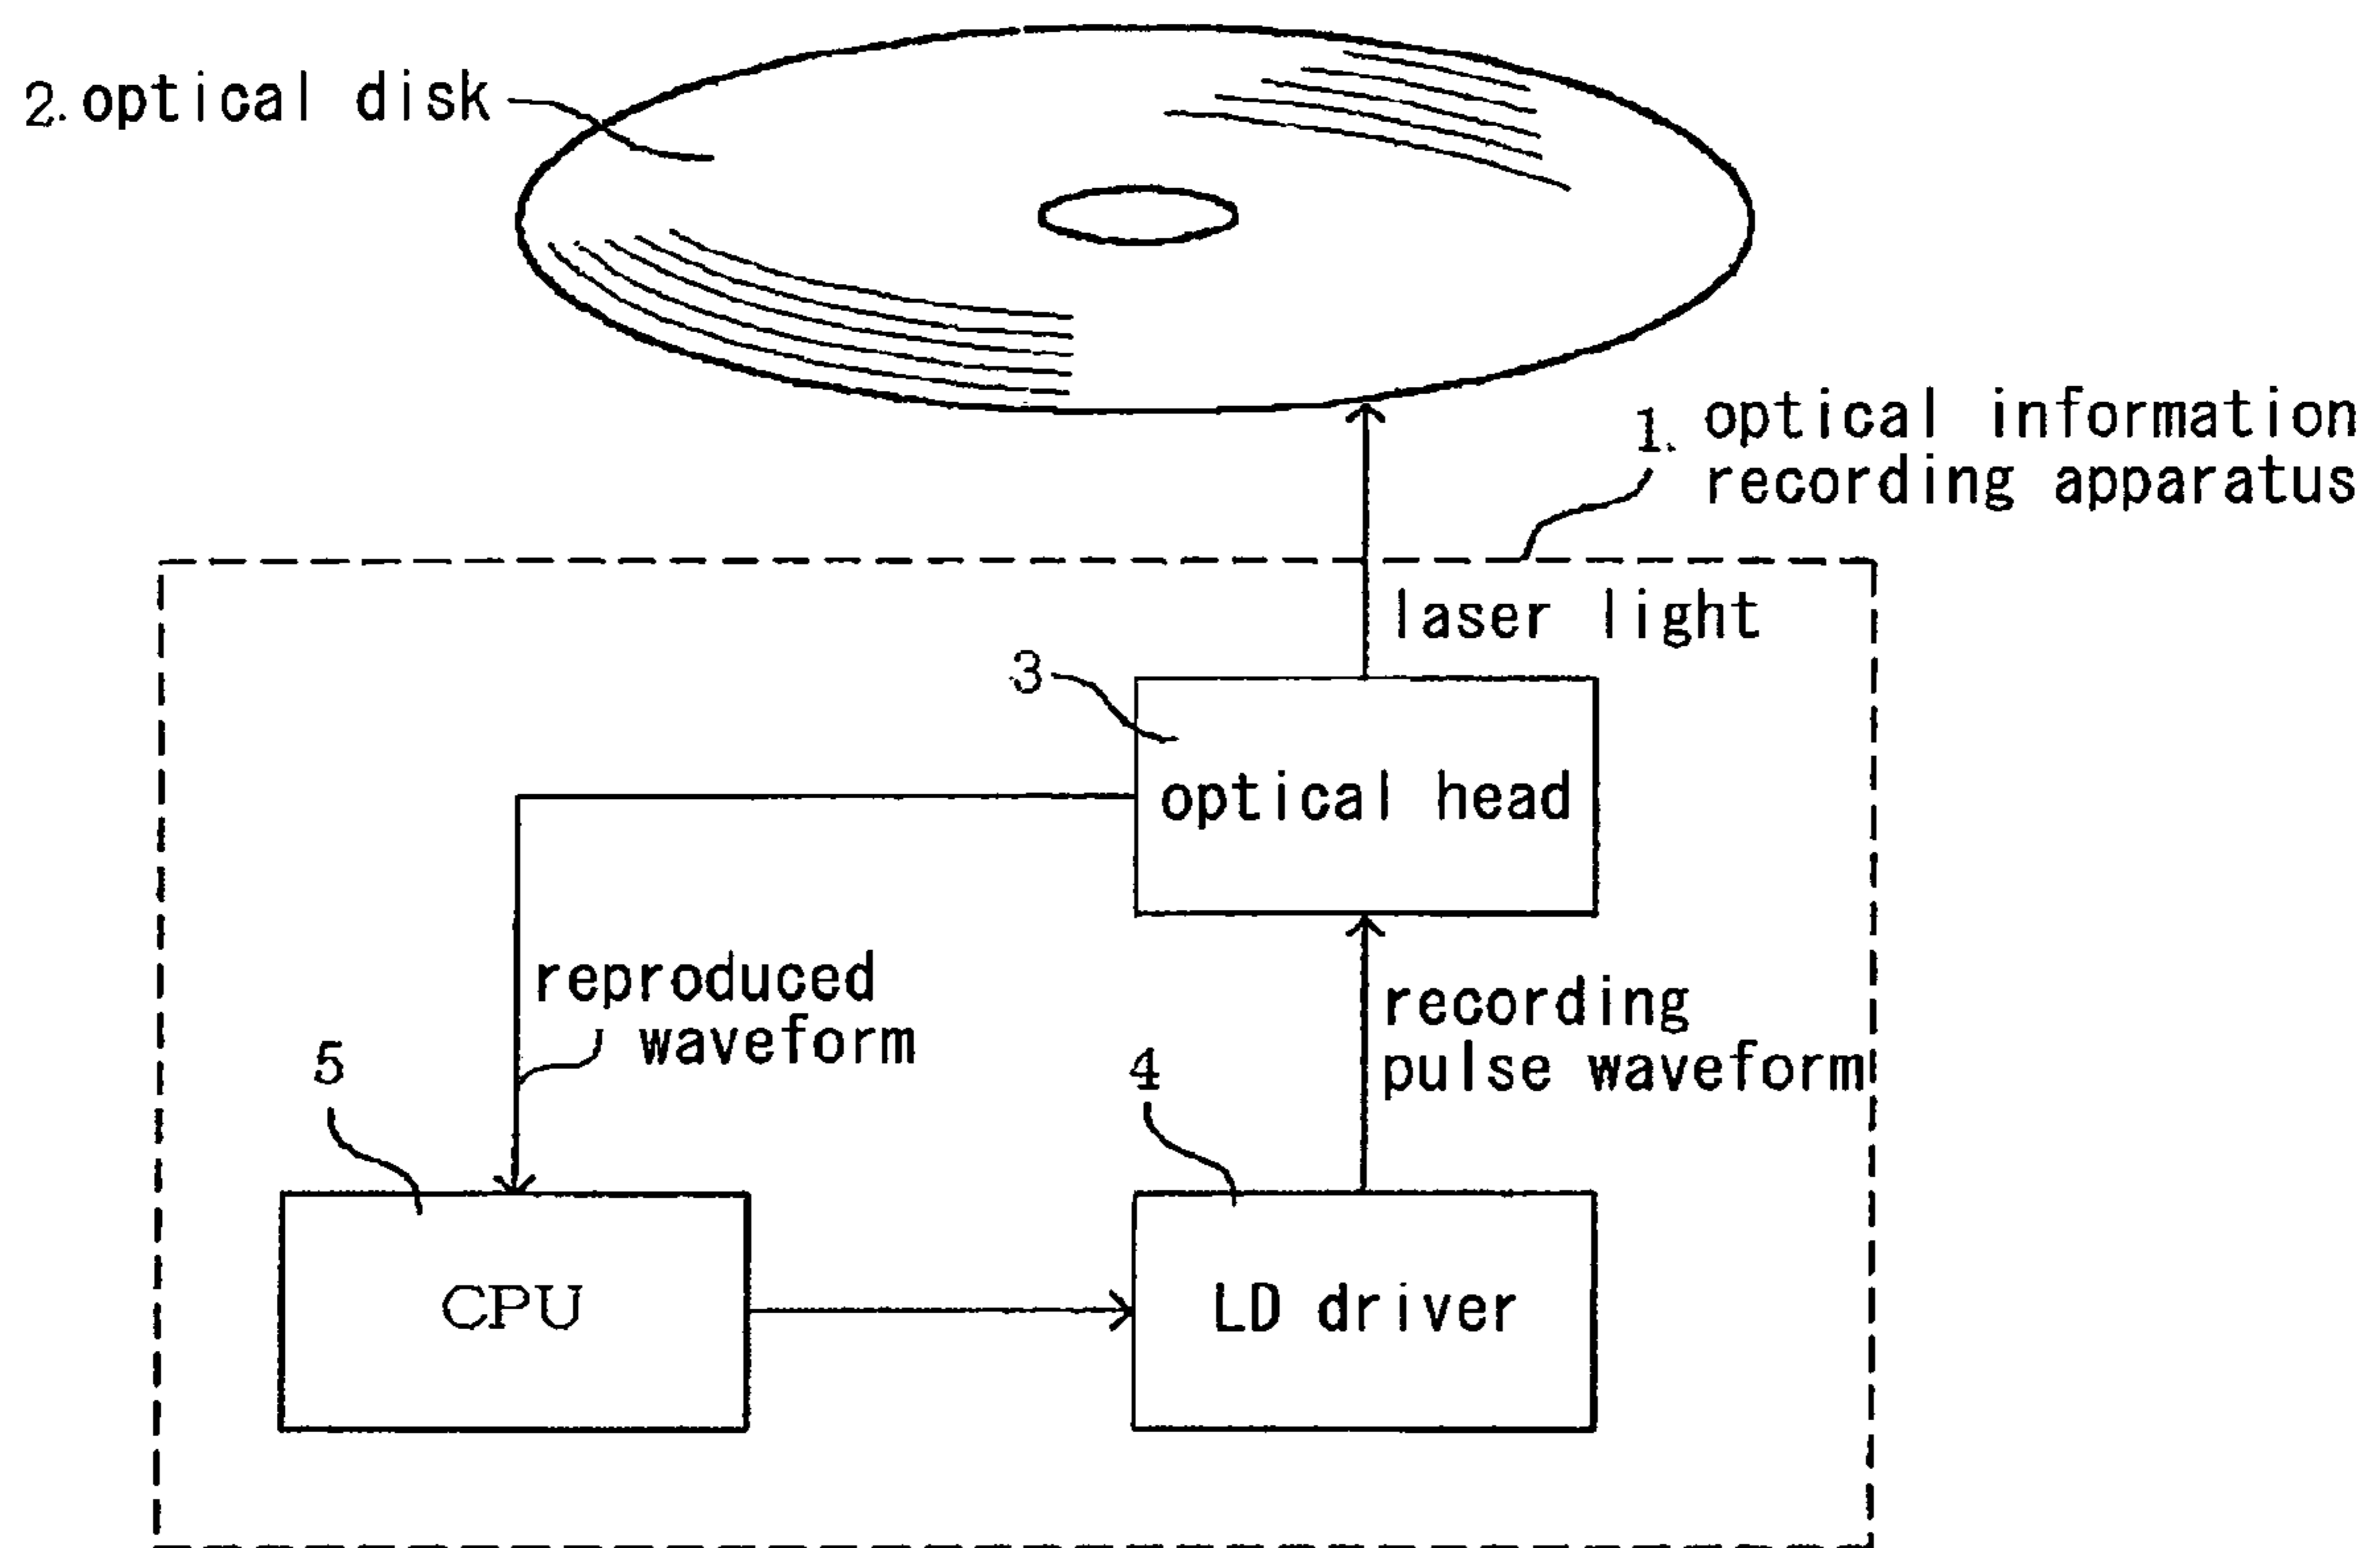 2. optical disk
1. optical information
recording apparatus
laser light
3
optical head
reproduced
waveform
recording
pulse waveform
5
4
CPU
LD driver